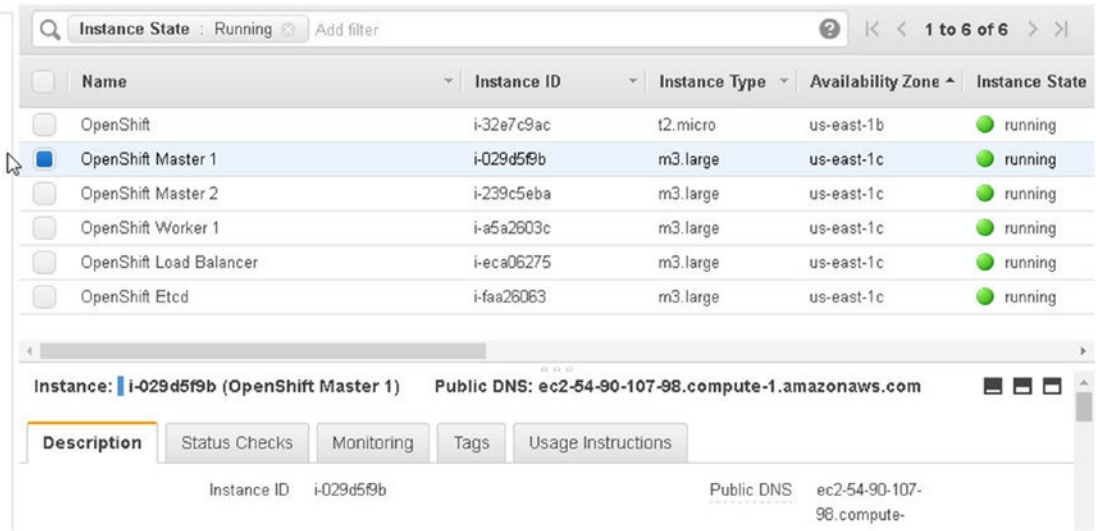 Instance State : Running Add filter 1 to 6 of 6
Name Instance ID Instance Type Availability Zone Instance State
OpenShift i-32e7c9ac t2.micro us-east-1b running
OpenShift Master 1 i-029d5f9b m3.large us-east-1c running
OpenShift Master 2 i-239c5eba m3.large us-east-1c running
OpenShift Worker 1 i-a5a2603c m3.large us-east-1c running
OpenShift Load Balancer i-eca06275 m3.large us-east-1c running
OpenShift Etcd i-faa26063 m3.large us-east-1c running
Instance: i-029d5f9b (OpenShift Master 1) Public DNS: ec2-54-90-107-98.compute-1.amazonaws.com
Description Status Checks Monitoring Tags Usage Instructions
Instance ID i-029d5f9b Public DNS ec2-54-90-107-
98.compute-